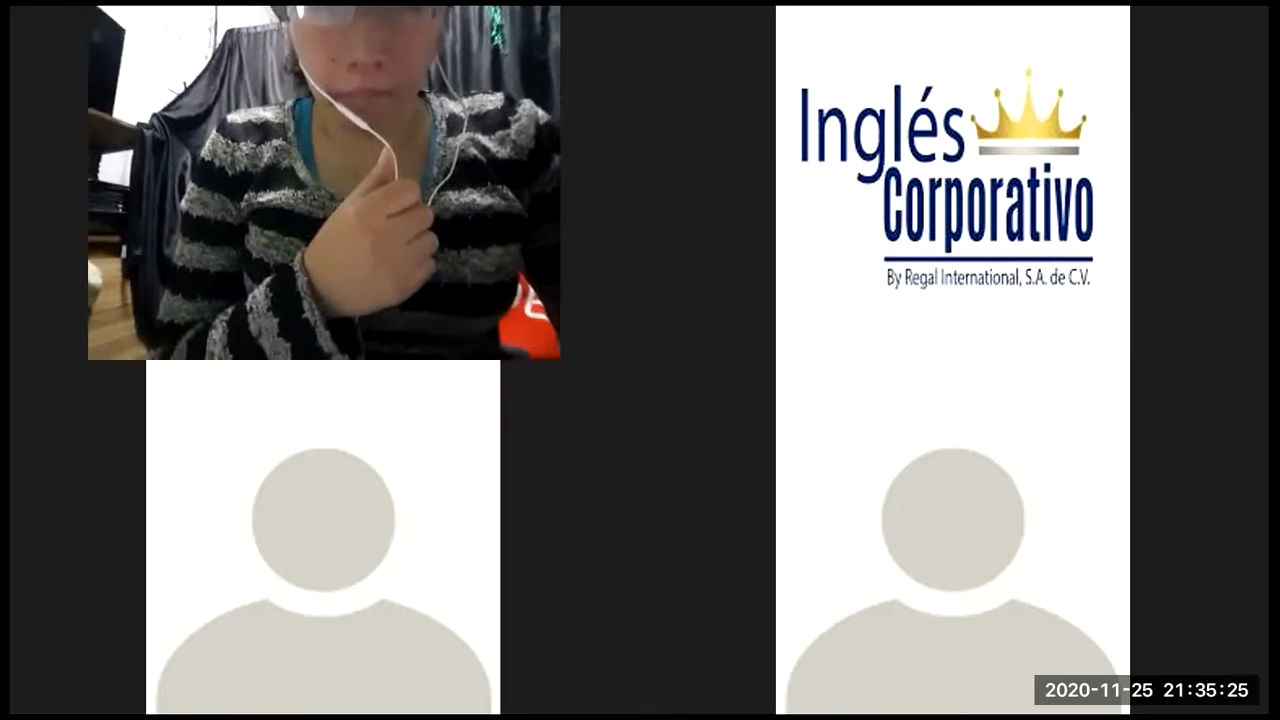 Inglés
Corporativo
By Regal International, S.A. de C.V.
2020-11-25 21:35:25